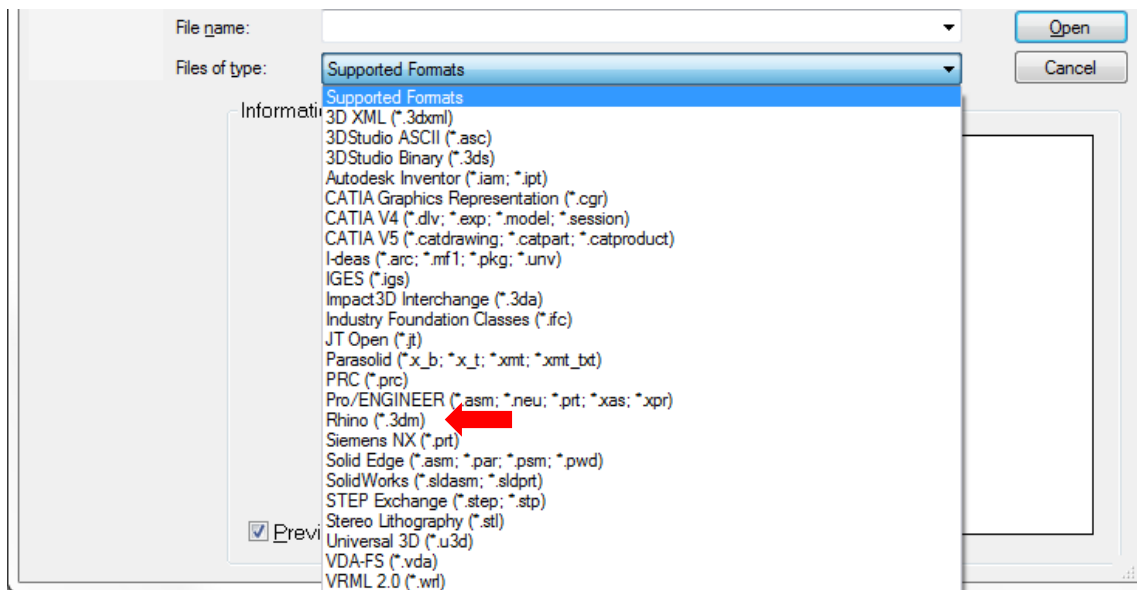 File name:
Open
Files of type:
Supported Formats
Cancel
Supported Formats
Informati
3D XML (*.3dxml)
3DStudio ASCII (*.asc)
3DStudio Binary (*.3ds)
Autodesk Inventor (*.iam; *.ipt)
CATIA Graphics Representation (*.cgr)
CATIA V4 (*.dlv; *.exp; *.model; *.session)
CATIA V5 (*.catdrawing; *.catpart; *.catproduct)
I-deas (*.arc; *.mf1; *.pkg; *.unv)
IGES (*.igs)
Impact3D Interchange (*.3da)
Industry Foundation Classes (*.ifc)
JT Open (*.jt)
Parasolid (*.x_b; *.x_t; *.xmt; *.xmt_txt)
PRC (*.prc)
Pro/ENGINEER (*.asm; *.neu; *.prt; *.xas; *.xpr)
Rhino (*.3dm)
Siemens NX (*.prt)
Solid Edge (*.asm; *.par; *.psm; *.pwd)
SolidWorks (*.sldasm; *.sldprt)
STEP Exchange (*.step; *.stp)
Stereo Lithography (*.stl)
Previ
Universal 3D (*.u3d)
VDA-FS (*.vda)
VRML 2.0 (*.wrl)